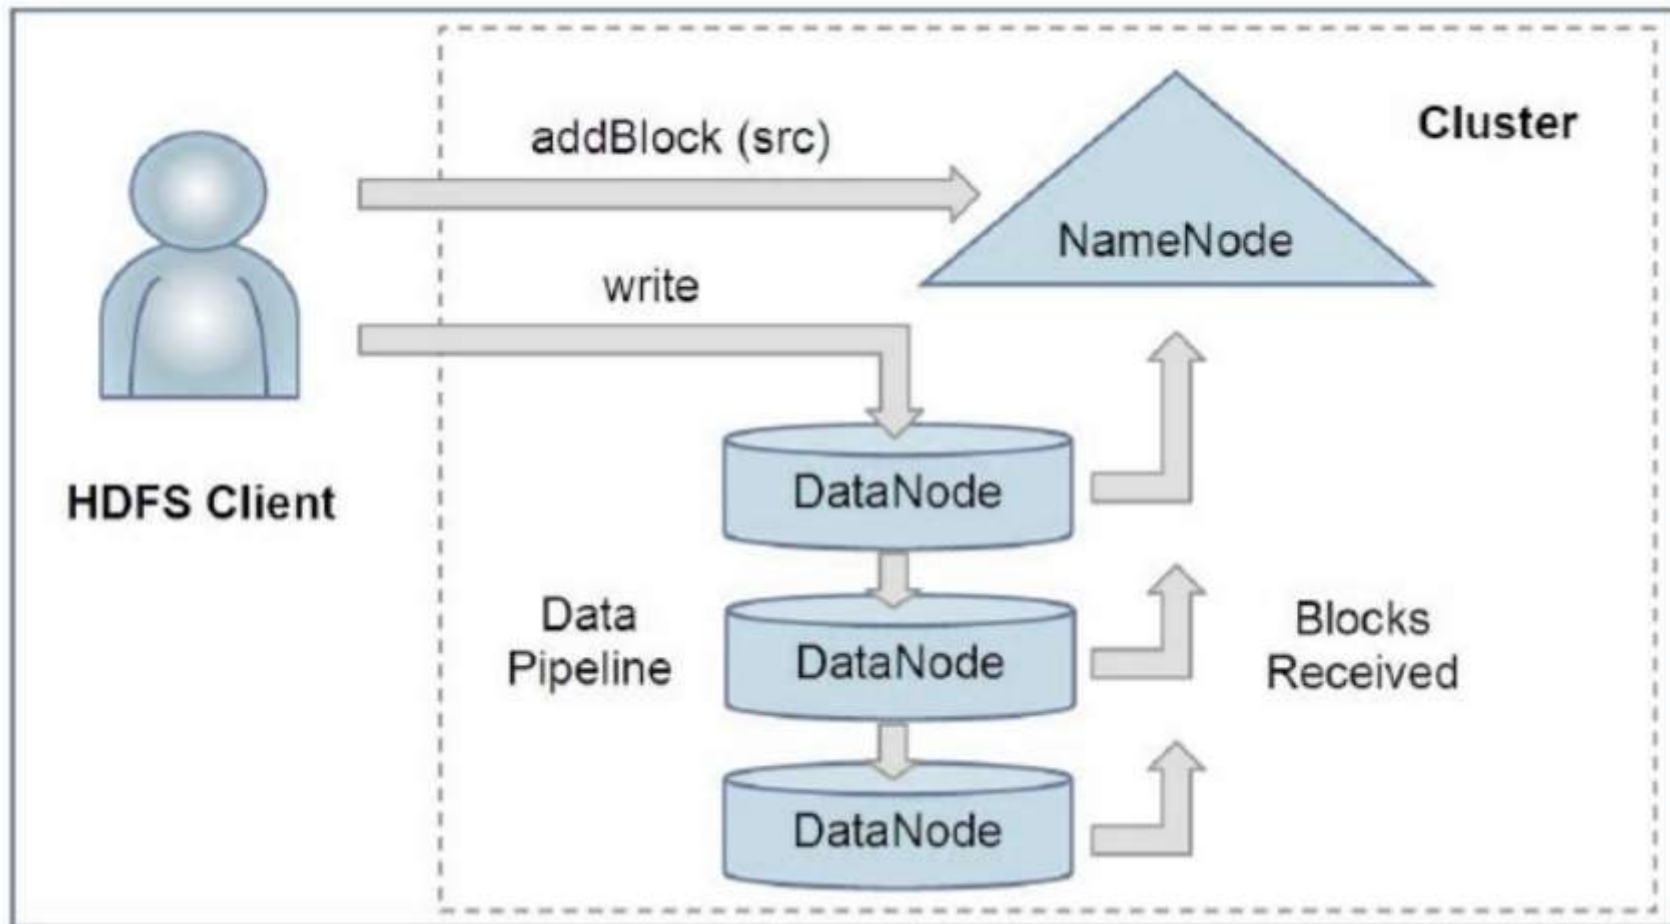 Cluster
addBlock (src)
NameNode
write
HDFS Client
DataNode
Data
Pipeline
DataNode
Blocks
Received
DataNode